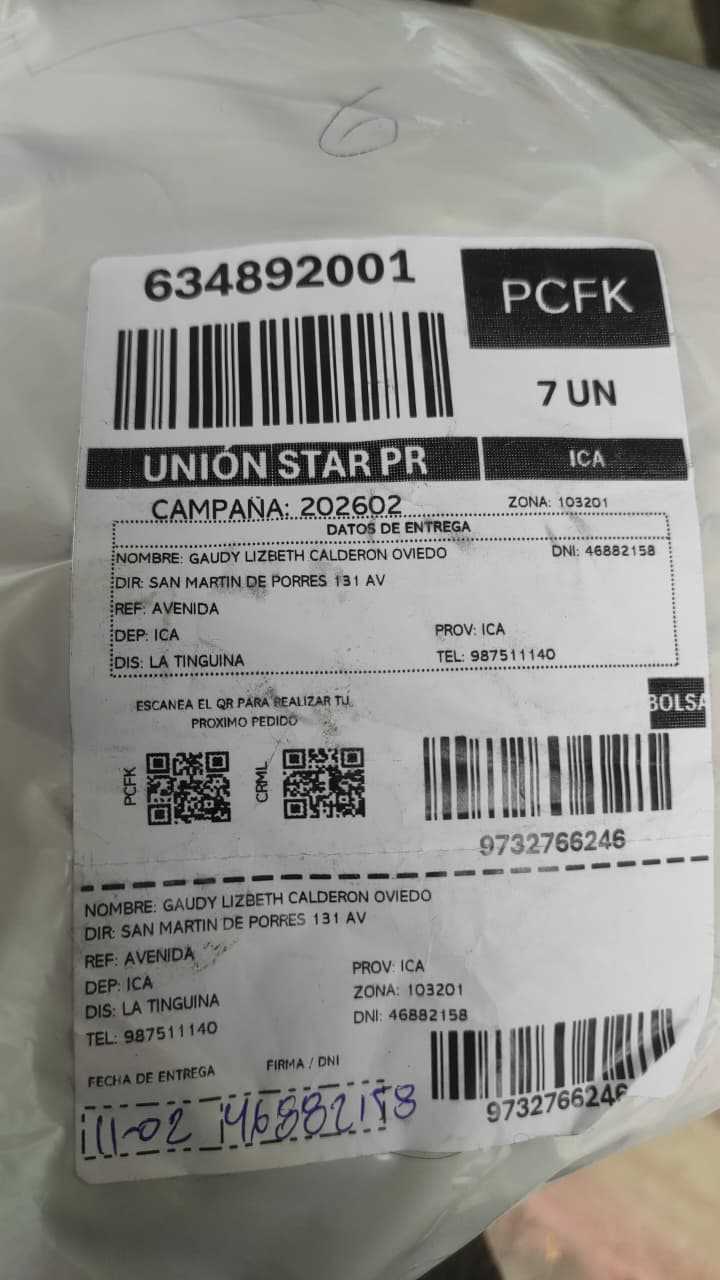 6
634892001
PCFK
7 UN
UNIÓN STAR PR
ICA
CAMPAÑA: 202602
ZONA: 103201
DATOS DE ENTREGA
NOMBRE: GAUDY LIZBETH CALDERON OVIEDO DNI: 46882158
DIR: SAN MARTIN DE PORRES 131 AV
REF: AVENIDA
DEP: ICA PROV: ICA
DIS: LA TINGUINA TEL: 987511140
ESCANEA EL QR PARA REALIZAR TU
PROXIMO PEDIDO
BOLSA
PCFK
CRML
9732766246
NOMBRE: GAUDY LIZBETH CALDERON OVIEDO
DIR: SAN MARTIN DE PORRES 131 AV
REF: AVENIDA
DEP: ICA PROV: ICA
DIS: LA TINGUINA ZONA: 103201
TEL: 987511140 DNI: 46882158
FECHA DE ENTREGA FIRMA / DNI
11-02 46882158
9732766246